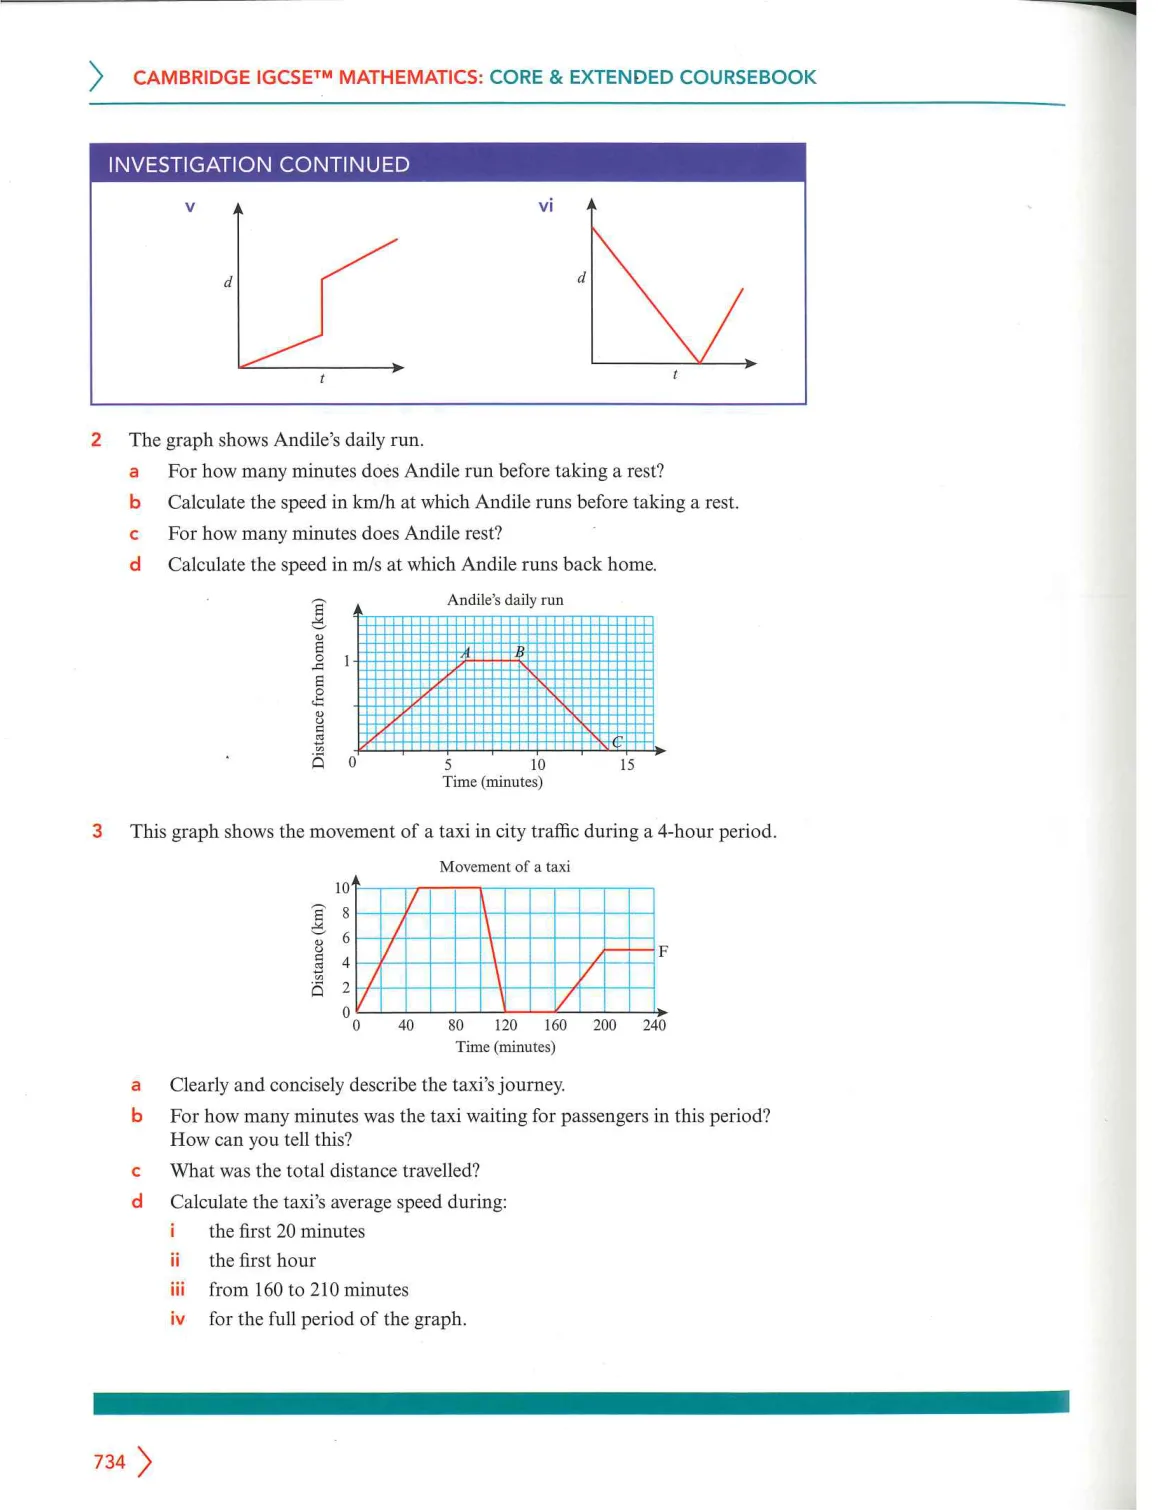 CAMBRIDGE IGCSE™ MATHEMATICS: CORE & EXTENDED COURSEBOOK
INVESTIGATION CONTINUED
v
d
t
vi
d
t
2 The graph shows Andile's daily run.
a For how many minutes does Andile run before taking a rest?
b Calculate the speed in km/h at which Andile runs before taking a rest.
c For how many minutes does Andile rest?
d Calculate the speed in m/s at which Andile runs back home.
Andile's daily run
Distance from home (km)
1
A B
C
0 5 10 15
Time (minutes)
3 This graph shows the movement of a taxi in city traffic during a 4-hour period.
Movement of a taxi
Distance (km)
10
8
6
F
4
2
0
0 40 80 120 160 200 240
Time (minutes)
a Clearly and concisely describe the taxi's journey.
b For how many minutes was the taxi waiting for passengers in this period?
How can you tell this?
c What was the total distance travelled?
d Calculate the taxi's average speed during:
i the first 20 minutes
ii the first hour
iii from 160 to 210 minutes
iv for the full period of the graph.
734